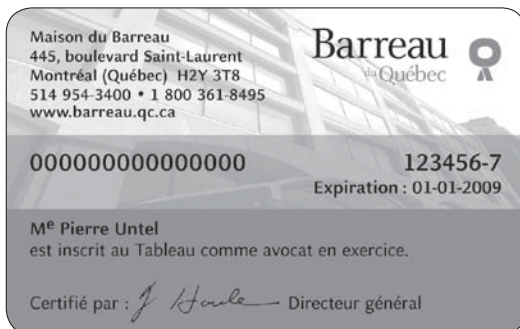 Maison du Barreau
445, boulevard Saint-Laurent
Montréal (Québec) H2Y 3T8
514 954-3400 • 1 800 361-8495
www.barreau.qc.ca
Barreau
du Québec
000000000000000 123456-7
Expiration : 01-01-2009
Me Pierre Untel
est inscrit au Tableau comme avocat en exercice.
Certifié par : J Houle Directeur général